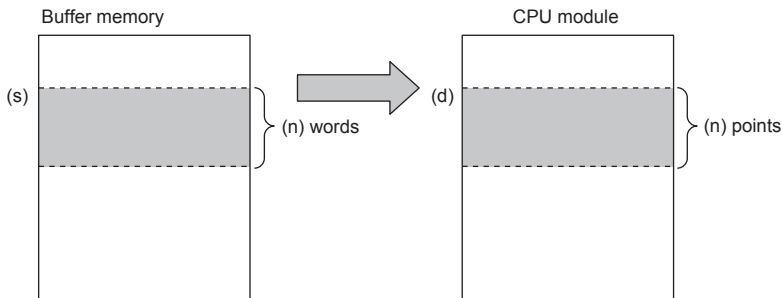 Buffer memory
CPU module
(s)
(n) words
(d)
(n) points